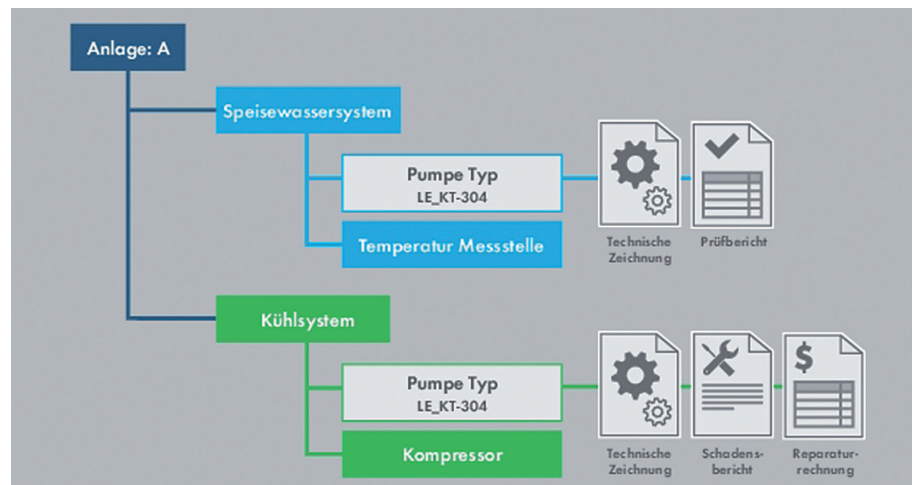 Anlage: A
Speisewassersystem
Pumpe Typ
LE_KT-304
Technische
Zeichnung
Prüfbericht
Temperatur Messstelle
Kühlsystem
Pumpe Typ
LE_KT-304
$
Technische
Zeichnung
Schadens-
bericht
Reparatur-
rechnung
Kompressor